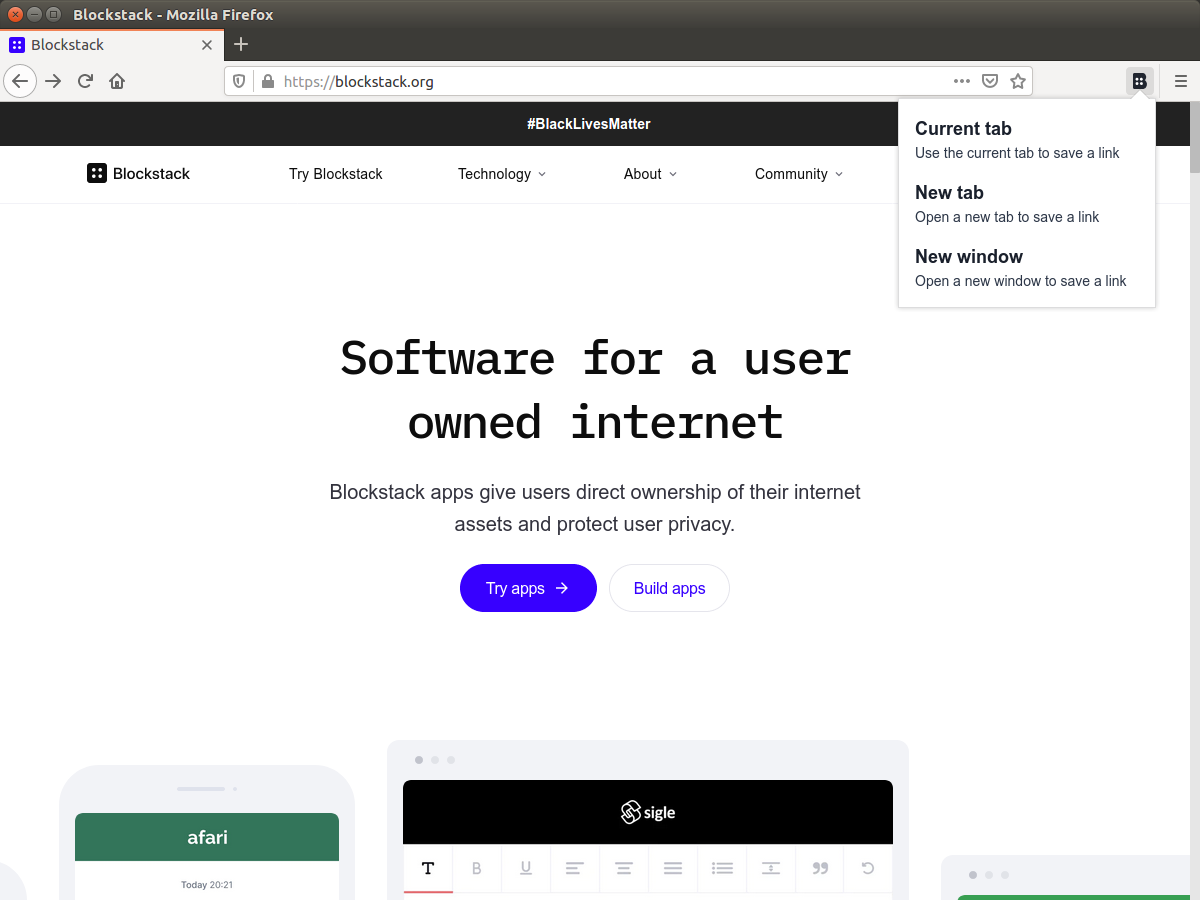 Blockstack - Mozilla Firefox
Blockstack
https://blockstack.org
#BlackLivesMatter
Current tab
Use the current tab to save a link
New tab
Open a new tab to save a link
New window
Open a new window to save a link
Blockstack
Try Blockstack
Technology
About
Community
Software for a user
owned internet
Blockstack apps give users direct ownership of their internet
assets and protect user privacy.
Try apps →
Build apps
afari
Today 20:21
sigle
T B U